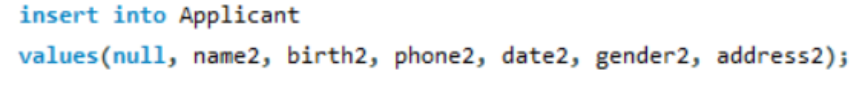 insert into Applicant
values(null, name2, birth2, phone2, date2, gender2, address2);